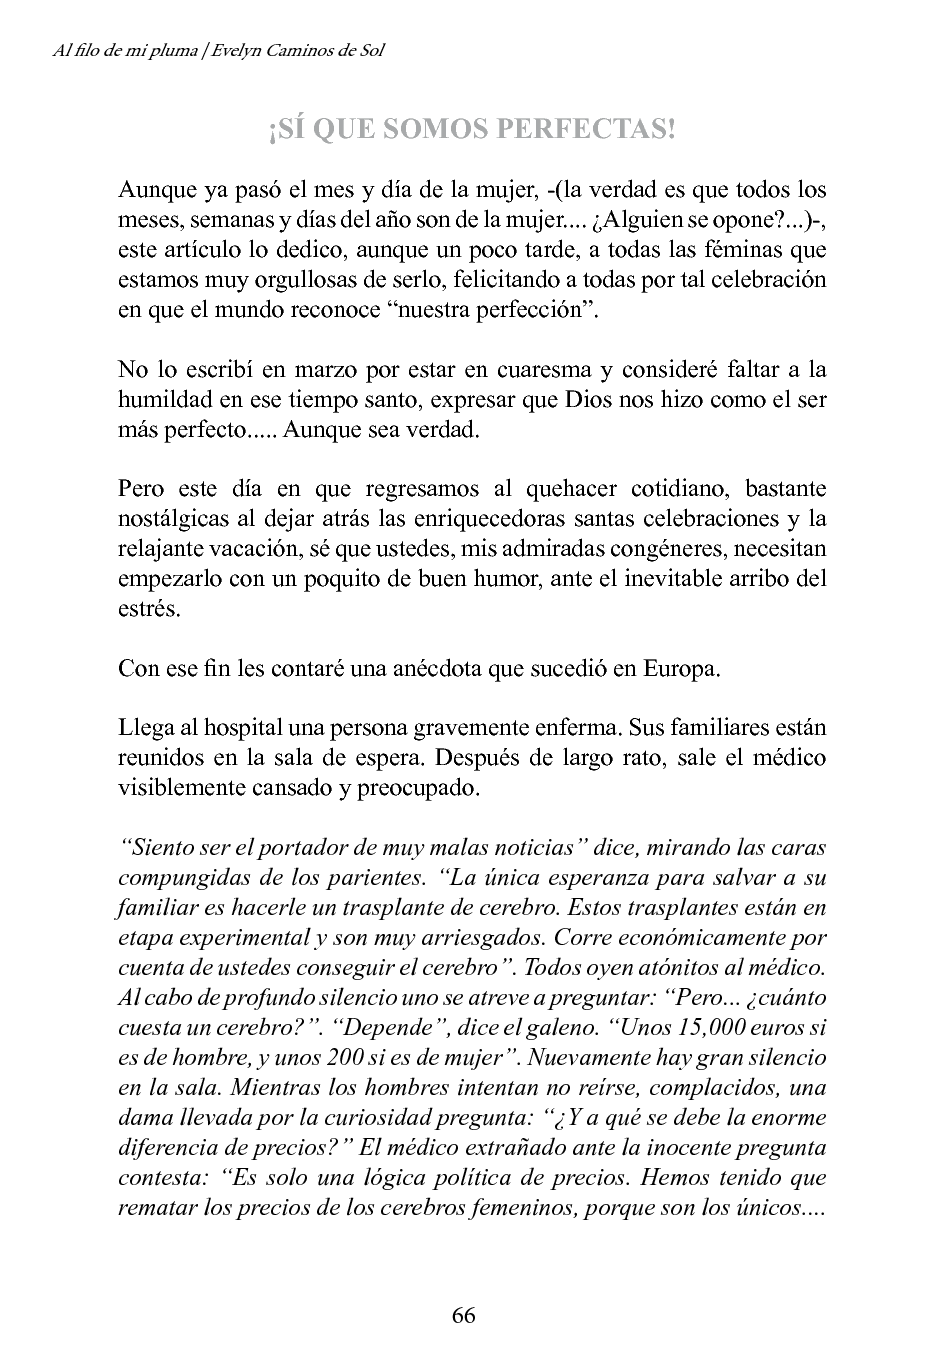 Al filo de mi pluma | Evelyn Caminos de Sol
¡SÍ QUE SOMOS PERFECTAS!
Aunque ya pasó el mes y día de la mujer, -(la verdad es que todos los
meses, semanas y días del año son de la mujer.... ¿Alguien se opone?...)-,
este artículo lo dedico, aunque un poco tarde, a todas las féminas que
estamos muy orgullosas de serlo, felicitando a todas por tal celebración
en que el mundo reconoce “nuestra perfección”.
No lo escribí en marzo por estar en cuaresma y consideré faltar a la
humildad en ese tiempo santo, expresar que Dios nos hizo como el ser
más perfecto..... Aunque sea verdad.
Pero este día en que regresamos al quehacer cotidiano, bastante
nostálgicas al dejar atrás las enriquecedoras santas celebraciones y la
relajante vacación, sé que ustedes, mis admiradas congéneres, necesitan
empezarlo con un poquito de buen humor, ante el inevitable arribo del
estrés.
Con ese fin les contaré una anécdota que sucedió en Europa.
Llega al hospital una persona gravemente enferma. Sus familiares están
reunidos en la sala de espera. Después de largo rato, sale el médico
visiblemente cansado y preocupado.
“Siento ser el portador de muy malas noticias” dice, mirando las caras
compungidas de los parientes. “La única esperanza para salvar a su
familiar es hacerle un trasplante de cerebro. Estos trasplantes están en
etapa experimental y son muy arriesgados. Corre económicamente por
cuenta de ustedes conseguir el cerebro”. Todos oyen atónitos al médico.
Al cabo de profundo silencio uno se atreve a preguntar: “Pero... ¿cuánto
cuesta un cerebro?”. “Depende”, dice el galeno. “Unos 15,000 euros si
es de hombre, y unos 200 si es de mujer”. Nuevamente hay gran silencio
en la sala. Mientras los hombres intentan no reírse, complacidos, una
dama llevada por la curiosidad pregunta: “¿Y a qué se debe la enorme
diferencia de precios?” El médico extrañado ante la inocente pregunta
contesta: “Es solo una lógica política de precios. Hemos tenido que
rematar los precios de los cerebros femeninos, porque son los únicos....
66